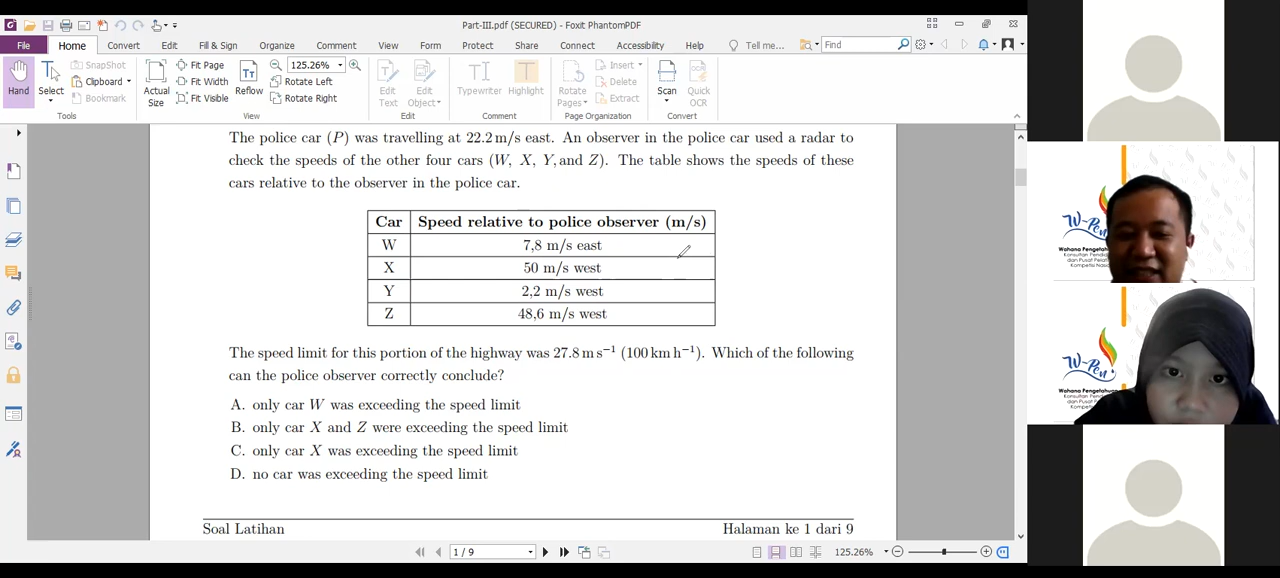 Part-III.pdf (SECURED) - Foxit PhantomPDF
File Home Convert Edit Fill & Sign Organize Comment View Form Protect Share Connect Accessibility Help Tell me... Find
Hand
Select
SnapShot
Clipboard
Bookmark
Tools
Actual Size
Fit Page
Fit Width
Fit Visible
Reflow
125.26%
Rotate Left
Rotate Right
View
Edit Text
Edit Object
Edit
Typewriter
Highlight
Comment
Rotate Pages
Insert
Delete
Extract
Page Organization
Scan
Quick OCR
Convert
The police car (P) was travelling at 22.2 m/s east. An observer in the police car used a radar to
check the speeds of the other four cars (W, X, Y, and Z). The table shows the speeds of these
cars relative to the observer in the police car.
Car Speed relative to police observer (m/s)
W 7,8 m/s east
X 50 m/s west
Y 2,2 m/s west
Z 48,6 m/s west
The speed limit for this portion of the highway was 27.8 m s⁻¹ (100 km h⁻¹). Which of the following
can the police observer correctly conclude?
A. only car W was exceeding the speed limit
B. only car X and Z were exceeding the speed limit
C. only car X was exceeding the speed limit
D. no car was exceeding the speed limit
Soal Latihan Halaman ke 1 dari 9
1 / 9 125.26%
W-Pen
Wahana Pengetahuan
W-Pen
Wahana Pengetahuan